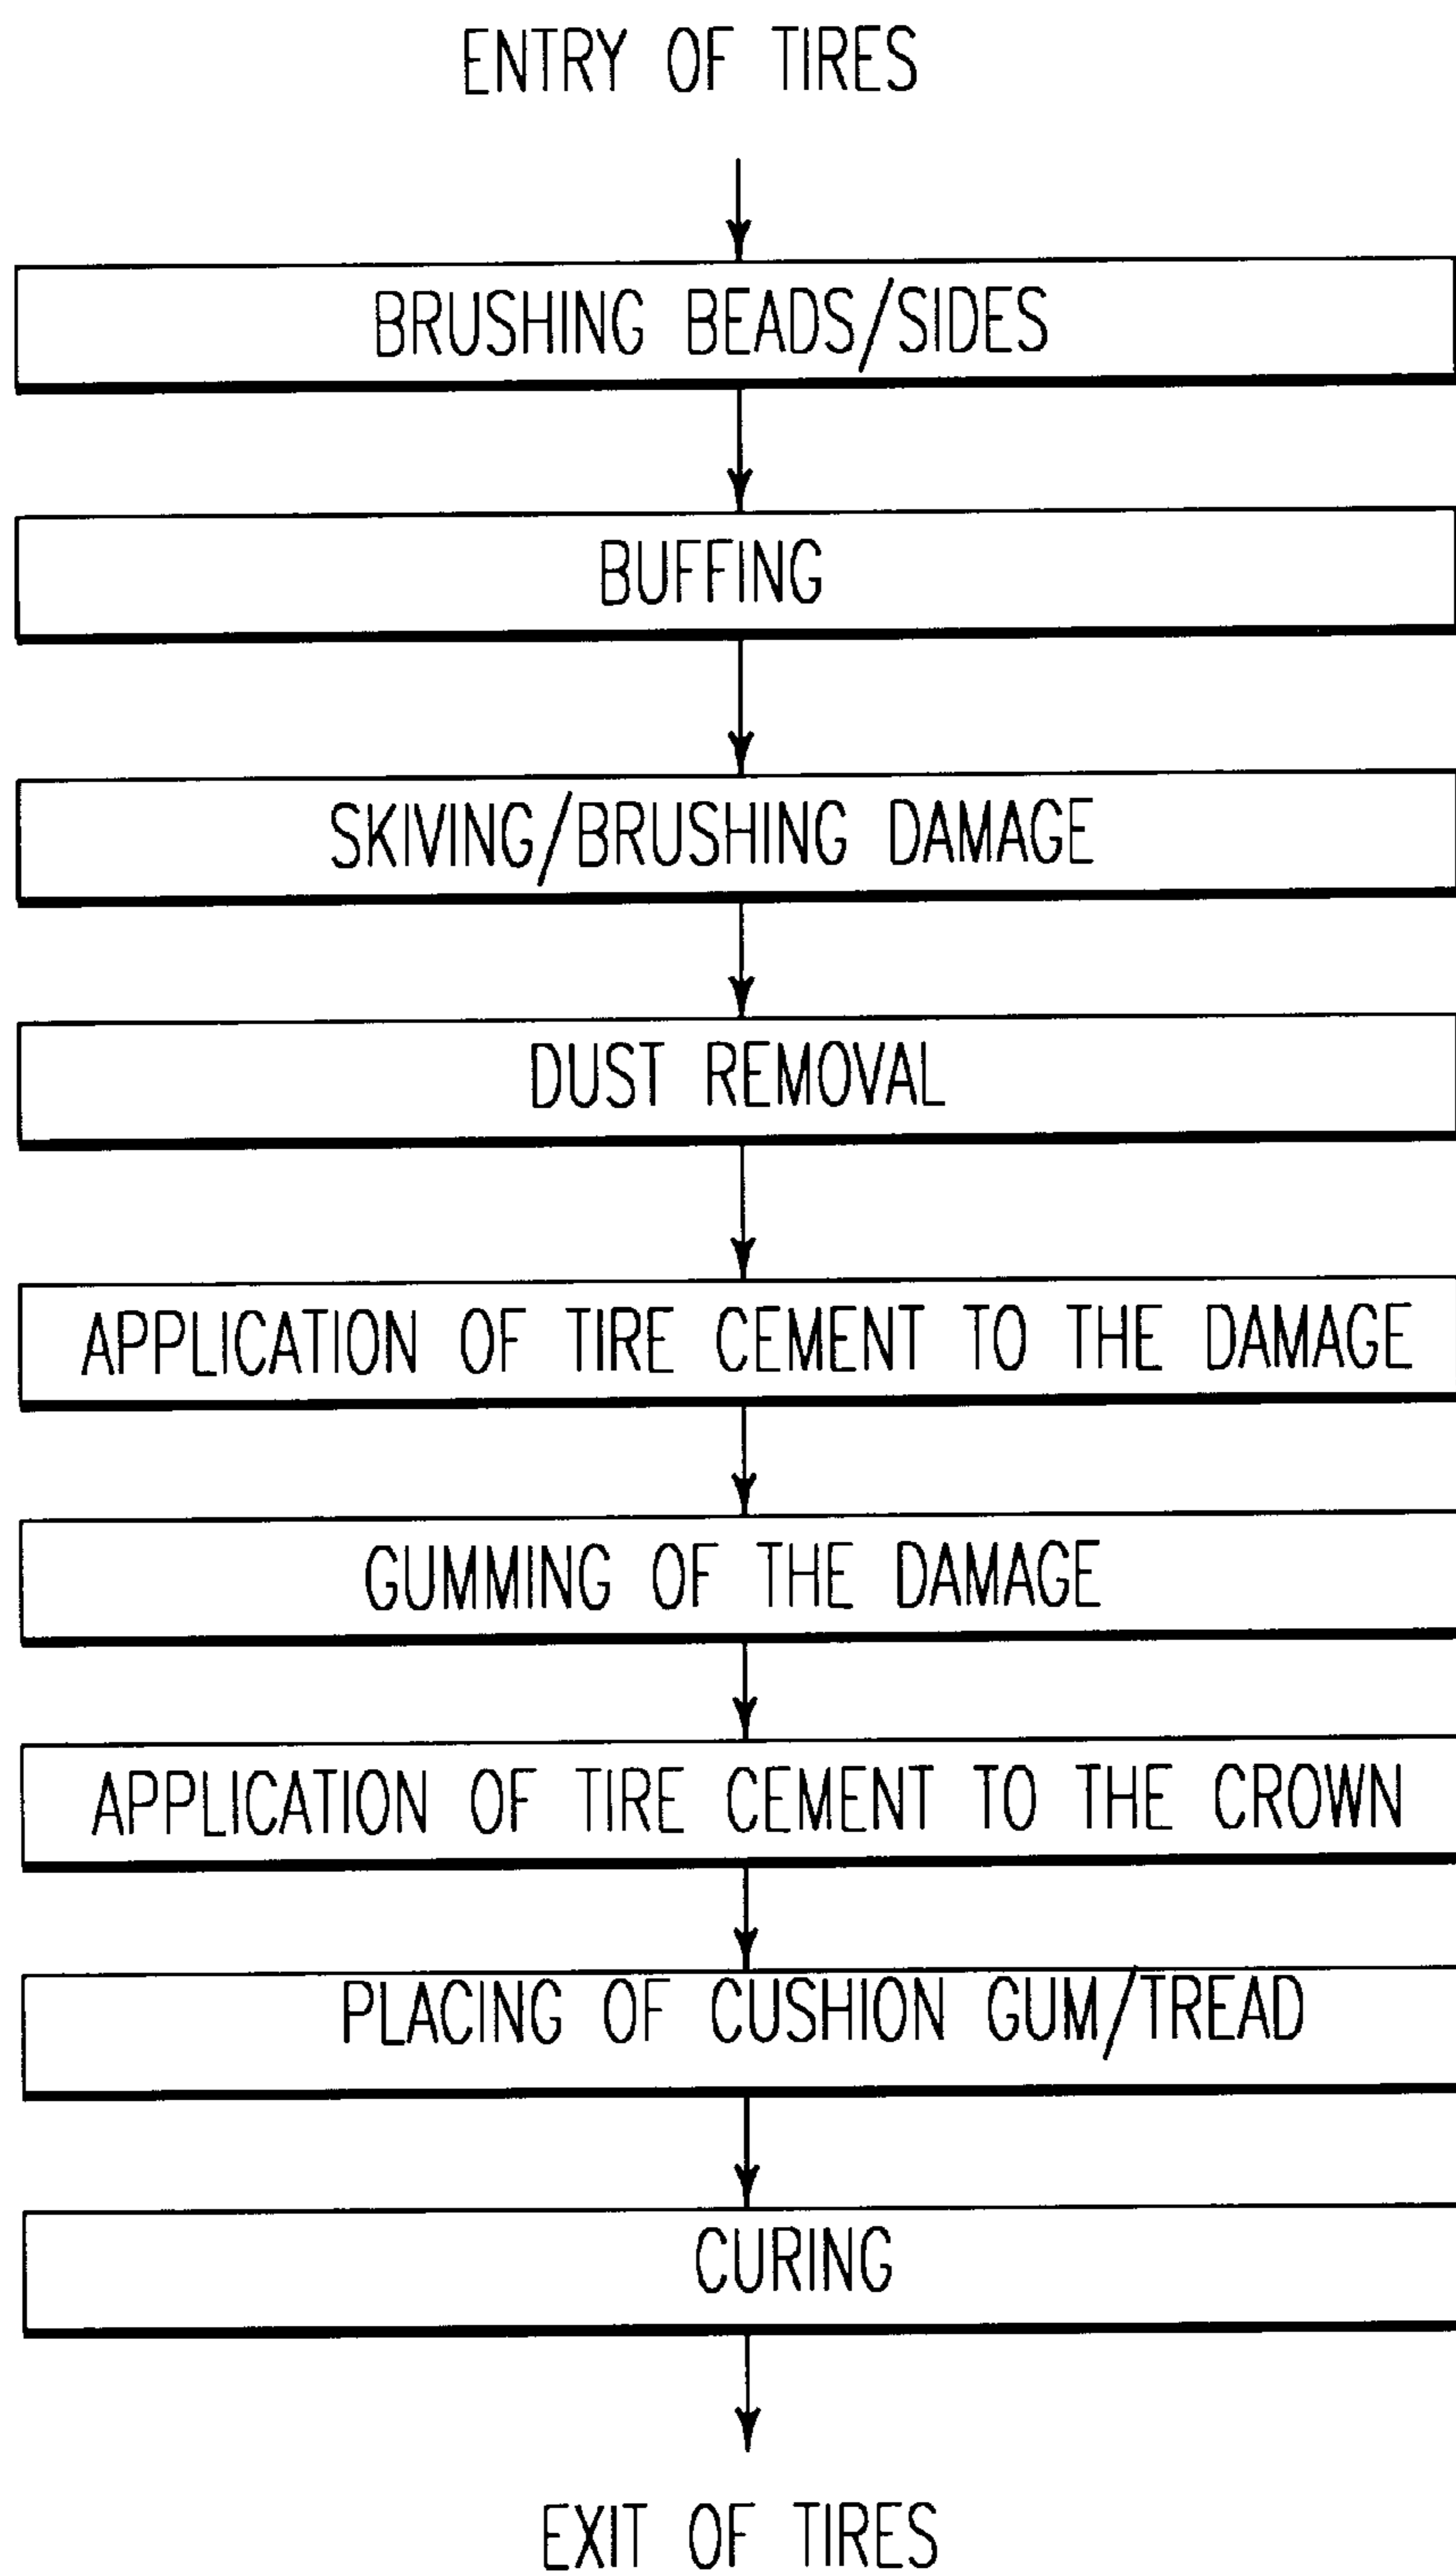 ENTRY OF TIRES
BRUSHING BEADS/SIDES
BUFFING
SKIVING/BRUSHING DAMAGE
DUST REMOVAL
APPLICATION OF TIRE CEMENT TO THE DAMAGE
GUMMING OF THE DAMAGE
APPLICATION OF TIRE CEMENT TO THE CROWN
PLACING OF CUSHION GUM/TREAD
CURING
EXIT OF TIRES